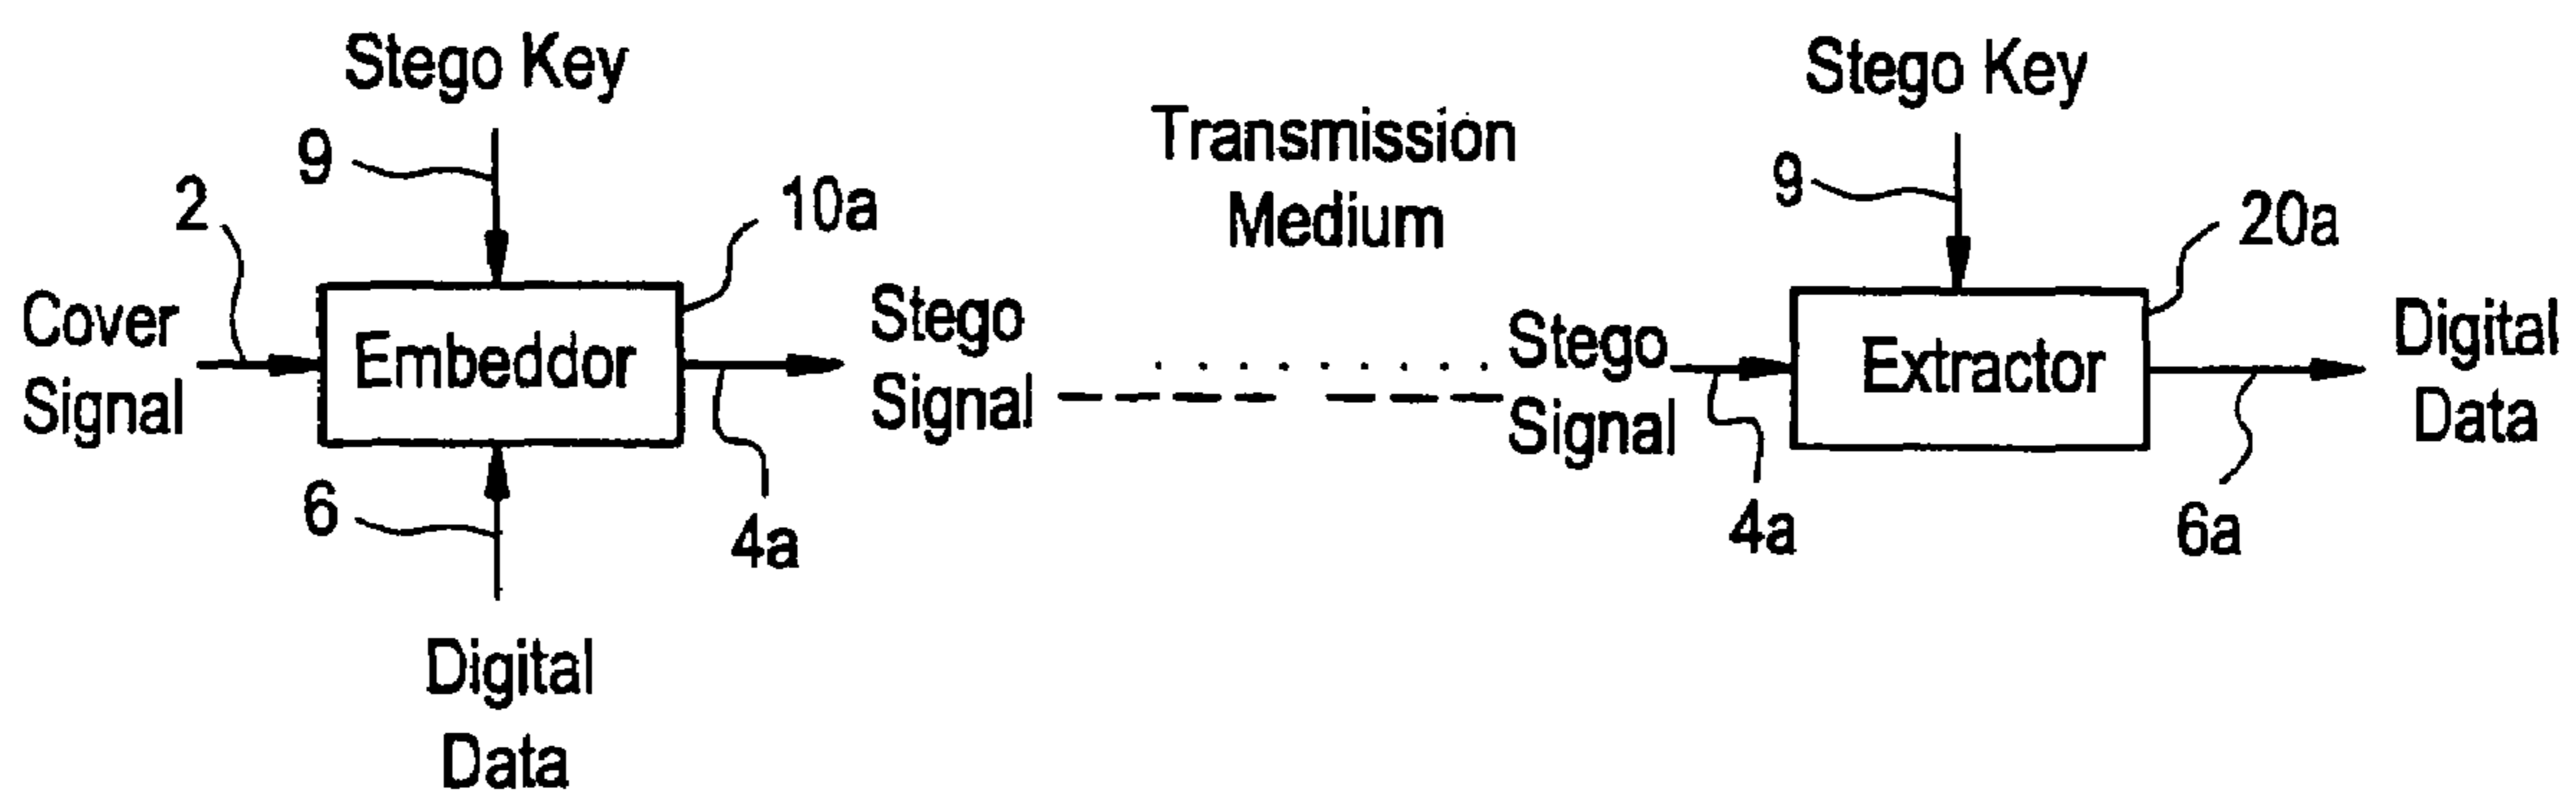 Stego Key
9
2
10a
Cover
Signal
Embeddor
Stego
Signal
4a
6
Digital
Data
Transmission
Medium
Stego Key
9
20a
Stego
Signal
Extractor
4a
6a
Digital
Data